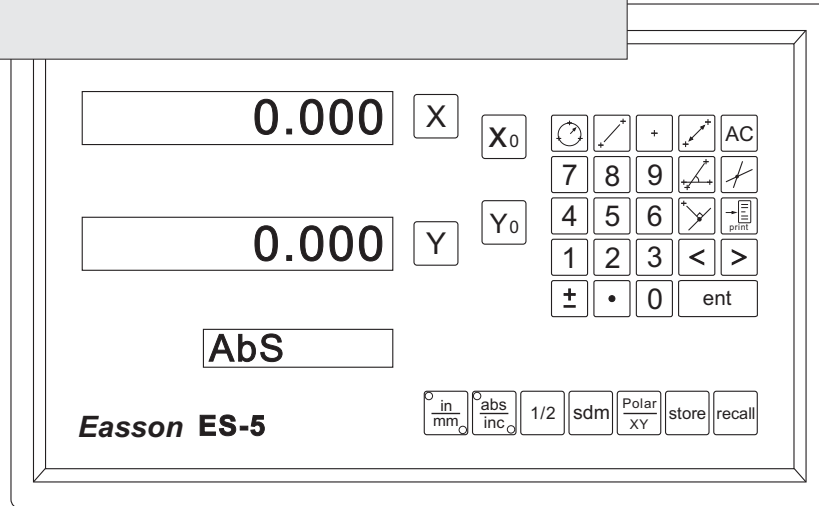 0.000 X
X0
AC
7 8 9
0.000 Y
Y0
4 5 6
print
1 2 3 < >
± • 0 ent
AbS
Easson ES-5
in
mm
abs
inc
1/2
sdm
Polar
XY
store
recall